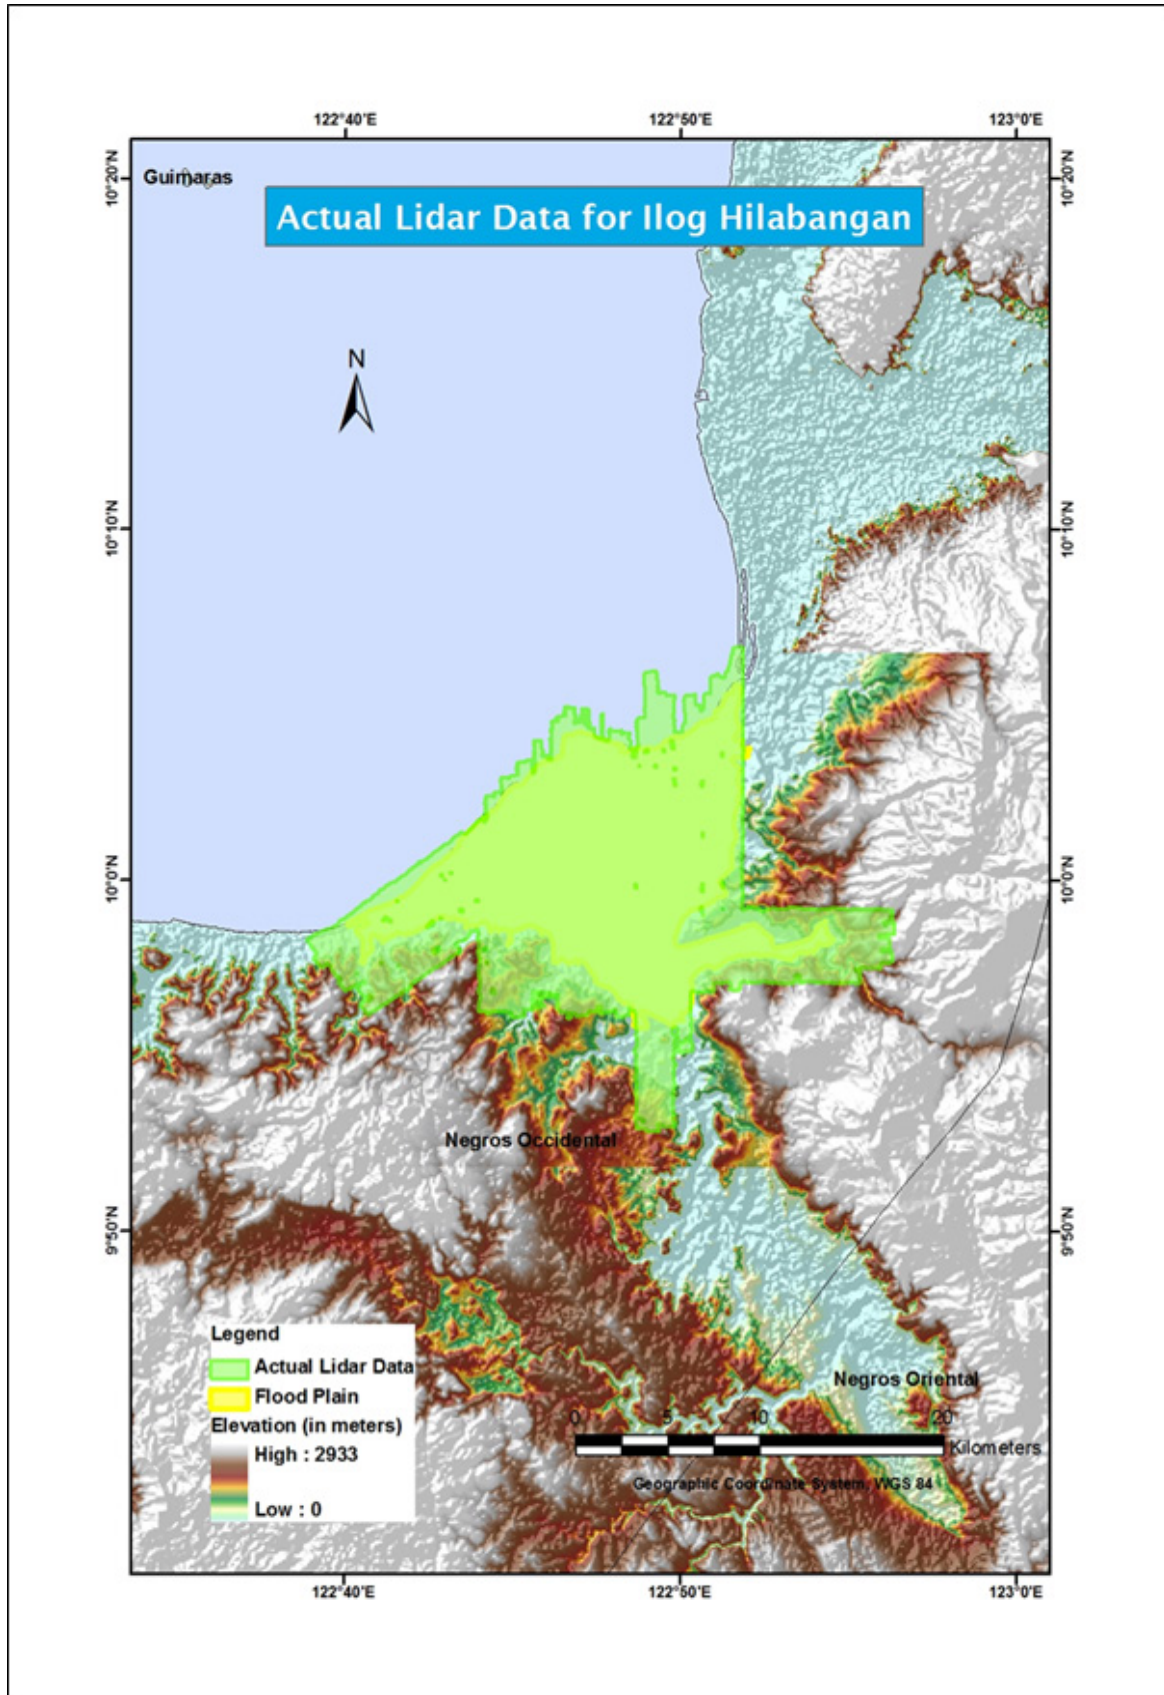 122°40'E 122°50'E 123°0'E
10°20'N 10°20'N
Guimaras
Actual Lidar Data for Ilog Hilabangan
N
10°10'N 10°10'N
10°0'N 10°0'N
Negros Occidental
9°50'N 9°50'N
Legend
Actual Lidar Data
Flood Plain
Elevation (in meters)
High : 2933
Low : 0
Negros Oriental
0 5 10 20
Kilometers
Geographic Coordinate System, WGS 84
122°40'E 122°50'E 123°0'E